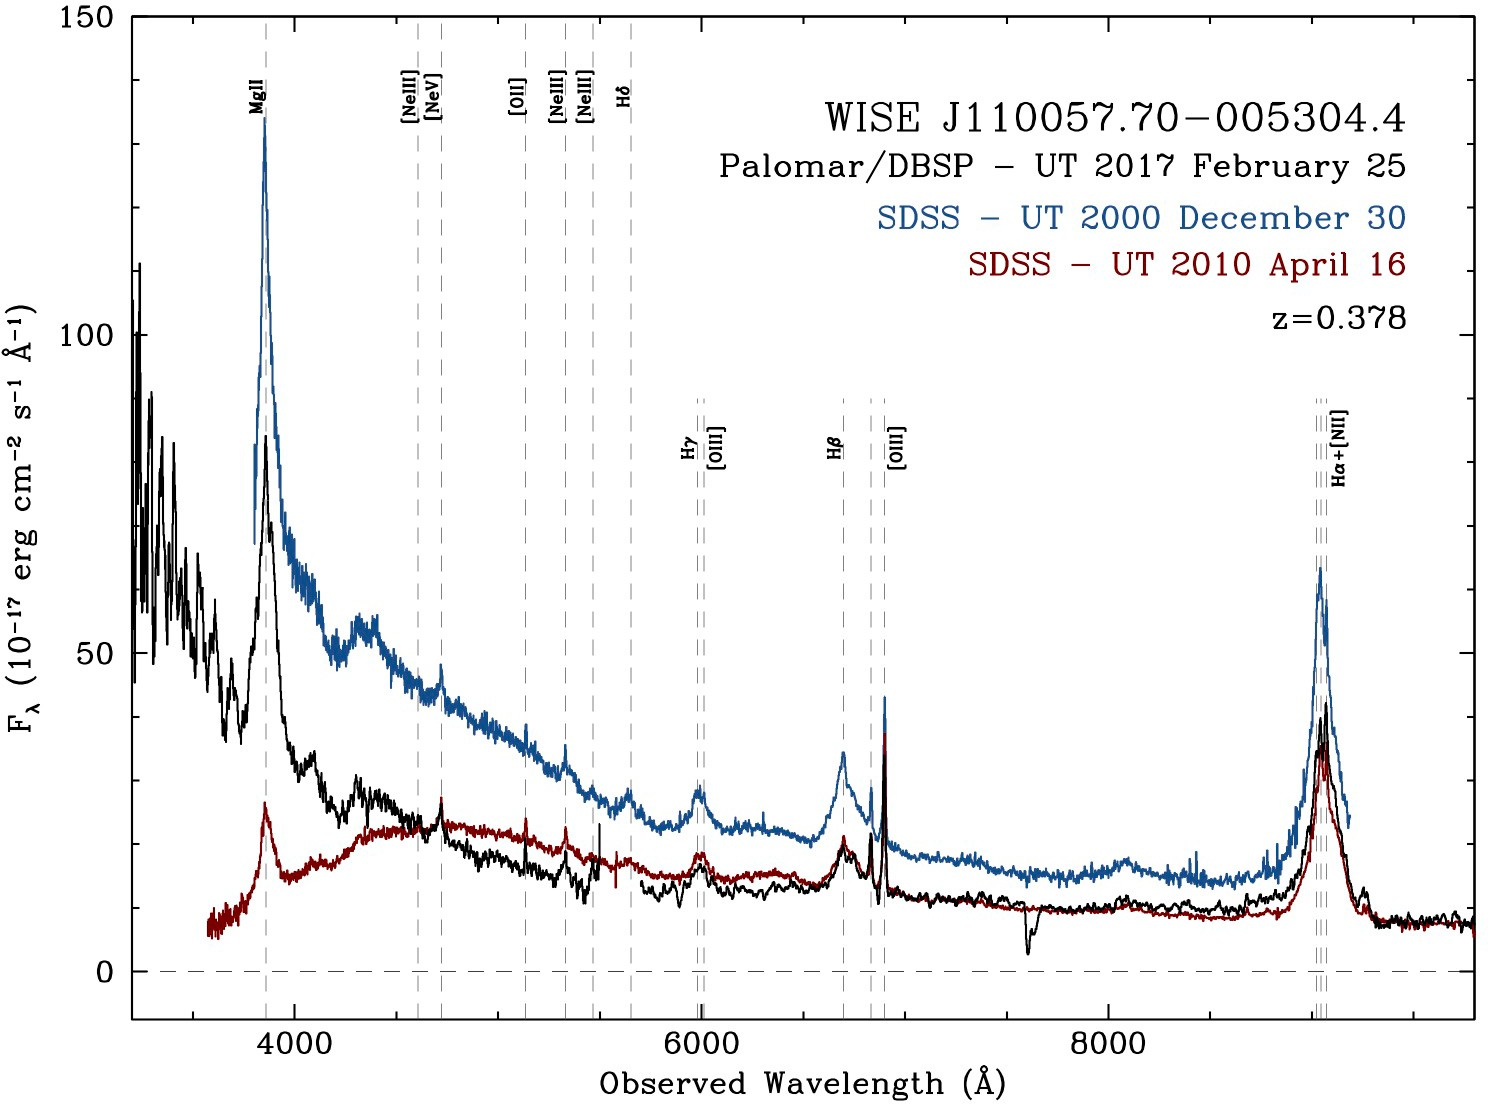 150
100
50
0
4000
6000
8000
Observed Wavelength (Å)
F_λ (10⁻¹⁷ erg cm⁻² s⁻¹ Å⁻¹)
MgII
[NeIII]
[NeV]
[OII]
[NeIII]
[NeIII]
Hδ
WISE J110057.70−005304.4
Palomar/DBSP − UT 2017 February 25
SDSS − UT 2000 December 30
SDSS − UT 2010 April 16
z=0.378
Hγ
[OIII]
Hβ
[OIII]
Hα+[NII]